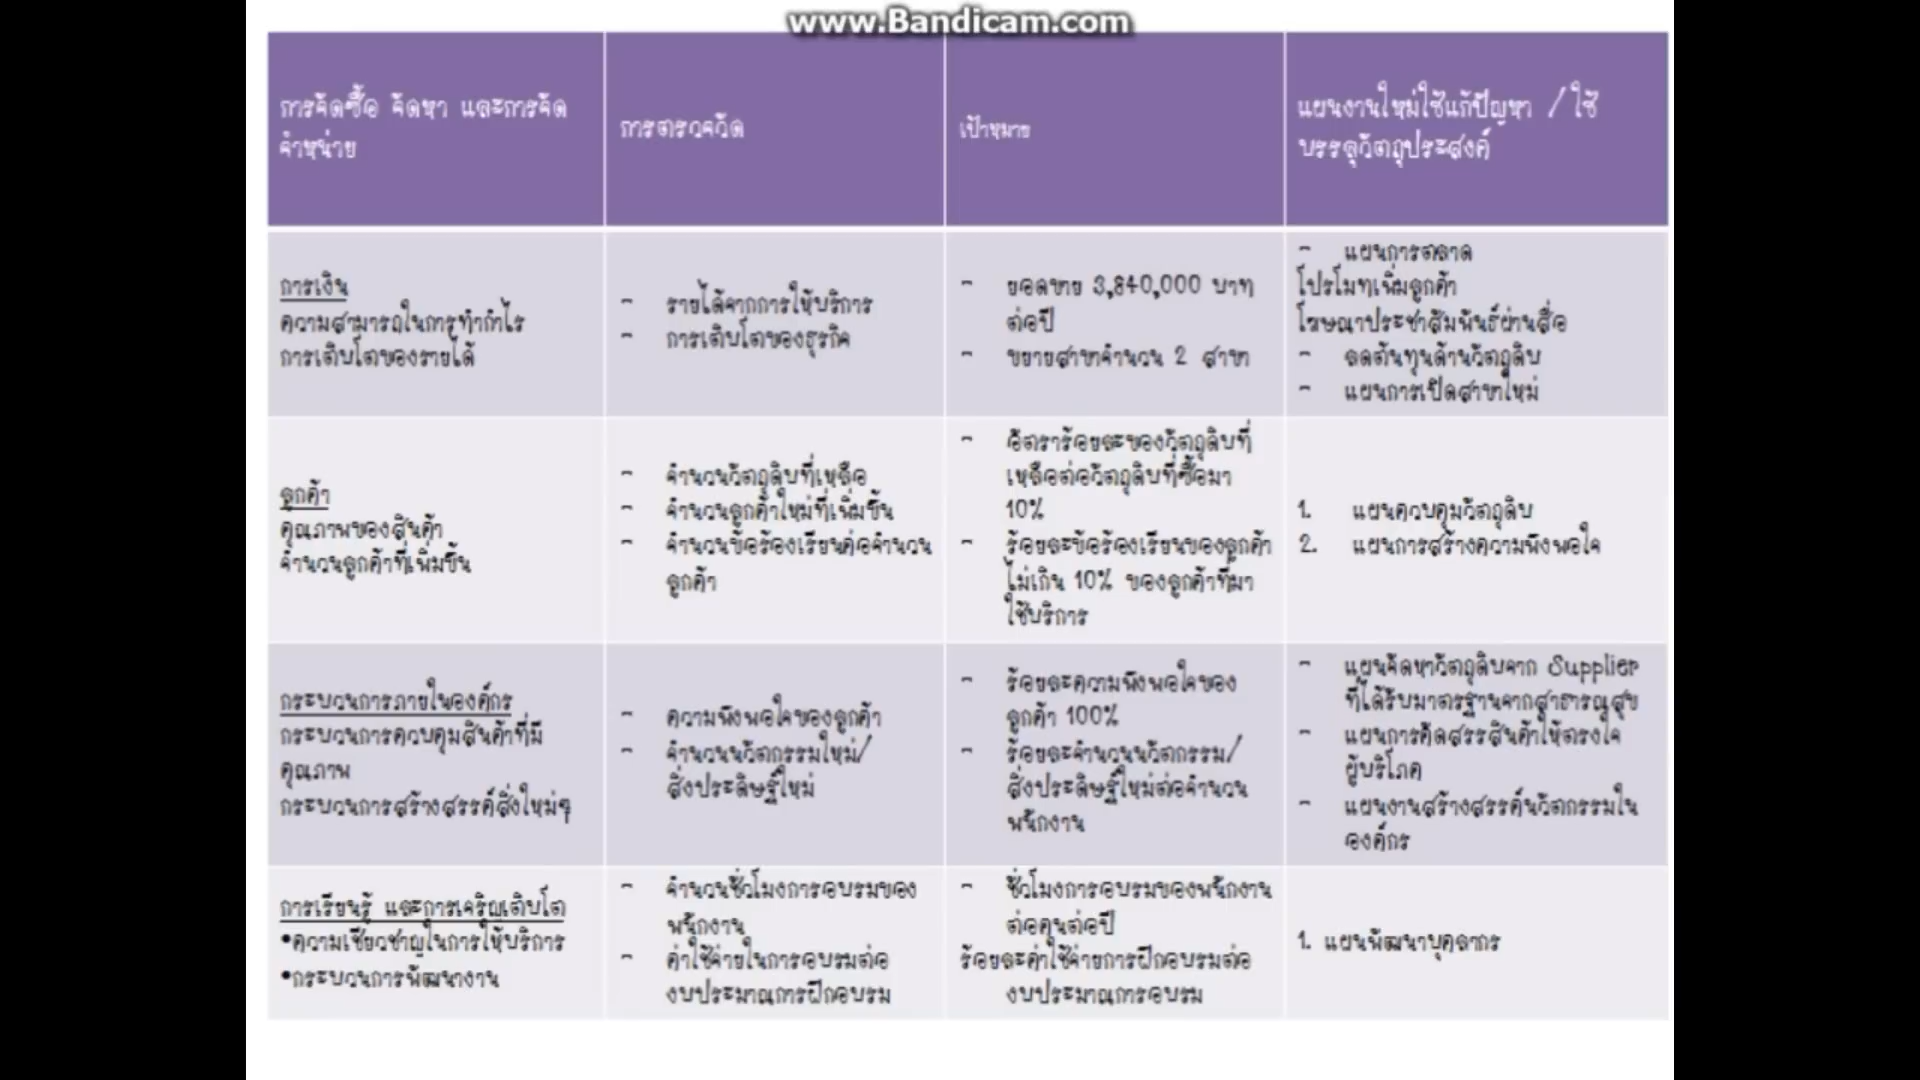 www.Bandicam.com
การจัดซื้อ จัดหา และการจัด
จำหน่าย
การตรวจวัด
เป้าหมาย
แผนงานใหม่ใช้แก้ปัญหา / ใช้
บรรลุวัตถุประสงค์
การเงิน
ความสามารถในการทำกำไร
การเติบโตของรายได้
- รายได้จากการให้บริการ
- การเติบโตของธุรกิจ
- ยอดขาย 3,840,000 บาท
ต่อปี
- ขยายสาขาจำนวน 2 สาขา
- แผนการตลาด
โปรโมทเพิ่มลูกค้า
โฆษณาประชาสัมพันธ์ผ่านสื่อ
- ลดต้นทุนด้านวัตถุดิบ
- แผนการเปิดสาขาใหม่
ลูกค้า
คุณภาพของสินค้า
จำนวนลูกค้าที่เพิ่มขึ้น
- จำนวนวัตถุดิบที่เหลือ
- จำนวนลูกค้าใหม่ที่เพิ่มขึ้น
- จำนวนข้อร้องเรียนต่อจำนวน
ลูกค้า
- อัตราร้อยละของวัตถุดิบที่
เหลือต่อวัตถุดิบที่ซื้อมา
10%
- ร้อยละข้อร้องเรียนของลูกค้า
ไม่เกิน 10% ของลูกค้าที่มา
ใช้บริการ
1. แผนควบคุมวัตถุดิบ
2. แผนการสร้างความพึงพอใจ
กระบวนการภายในองค์กร
กระบวนการควบคุมสินค้าที่มี
คุณภาพ
กระบวนการสร้างสรรค์สิ่งใหม่ๆ
- ความพึงพอใจของลูกค้า
- จำนวนนวัตกรรมใหม่/
สิ่งประดิษฐ์ใหม่
- ร้อยละความพึงพอใจของ
ลูกค้า 100%
- ร้อยละจำนวนนวัตกรรม/
สิ่งประดิษฐ์ใหม่ต่อจำนวน
พนักงาน
- แผนจัดหาวัตถุดิบจาก Supplier
ที่ได้รับมาตรฐานจากสาธารณสุข
- แผนการคัดสรรสินค้าให้ตรงใจ
ผู้บริโภค
- แผนงานสร้างสรรค์นวัตกรรมใน
องค์กร
การเรียนรู้ และการเจริญเติบโต
•ความเชี่ยวชาญในการให้บริการ
•กระบวนการพัฒนางาน
- จำนวนชั่วโมงการอบรมของ
พนักงาน
- ค่าใช้จ่ายในการอบรมต่อ
งบประมาณการฝึกอบรม
- ชั่วโมงการอบรมของพนักงาน
ต่อคนต่อปี
ร้อยละค่าใช้จ่ายการฝึกอบรมต่อ
งบประมาณการอบรม
1. แผนพัฒนาบุคลากร